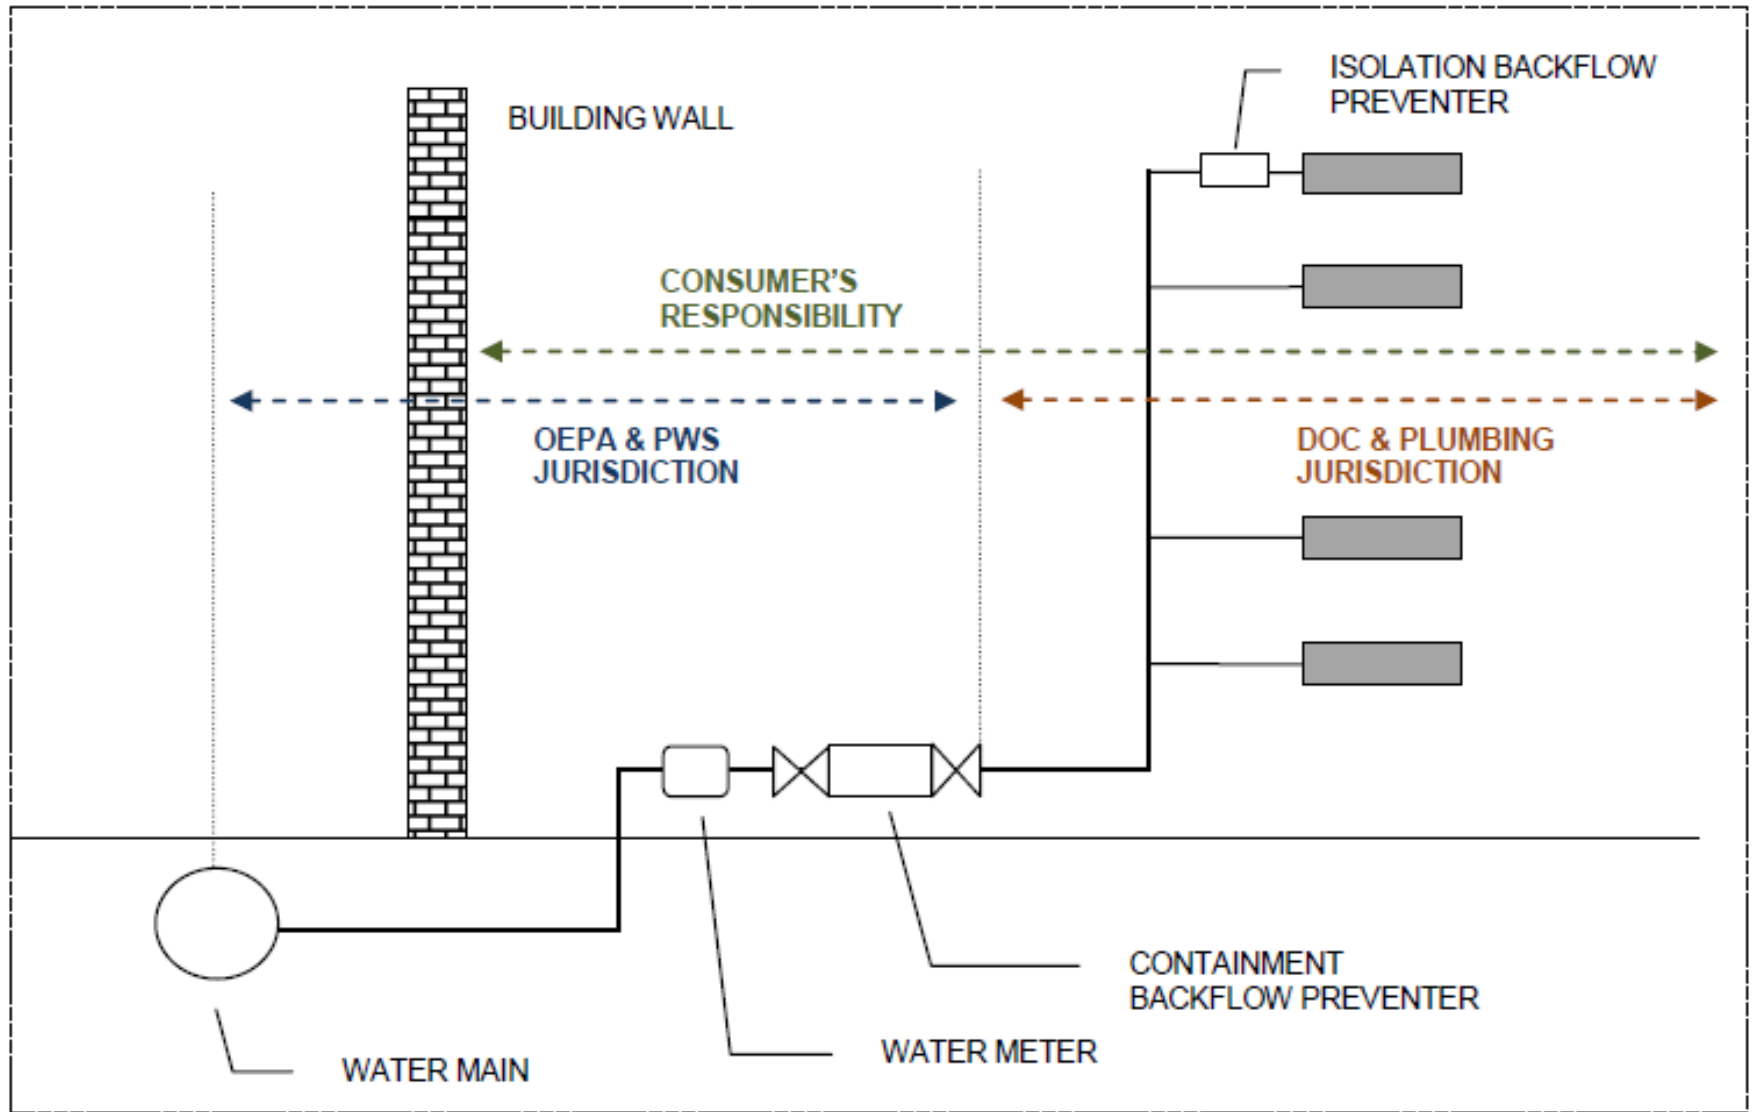 ISOLATION BACKFLOW
PREVENTER
BUILDING WALL
CONSUMER'S
RESPONSIBILITY
OEPA & PWS
JURISDICTION
DOC & PLUMBING
JURISDICTION
CONTAINMENT
BACKFLOW PREVENTER
WATER METER
WATER MAIN